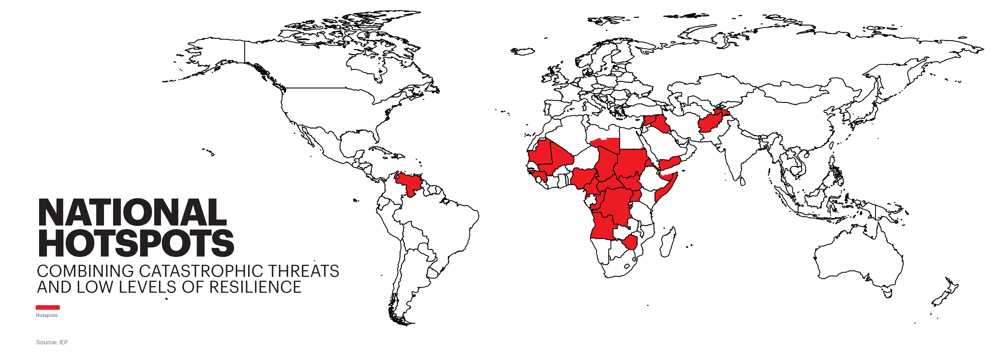 NATIONAL
HOTSPOTS
COMBINING CATASTROPHIC THREATS
AND LOW LEVELS OF RESILIENCE
Hotspots
Source: IEP